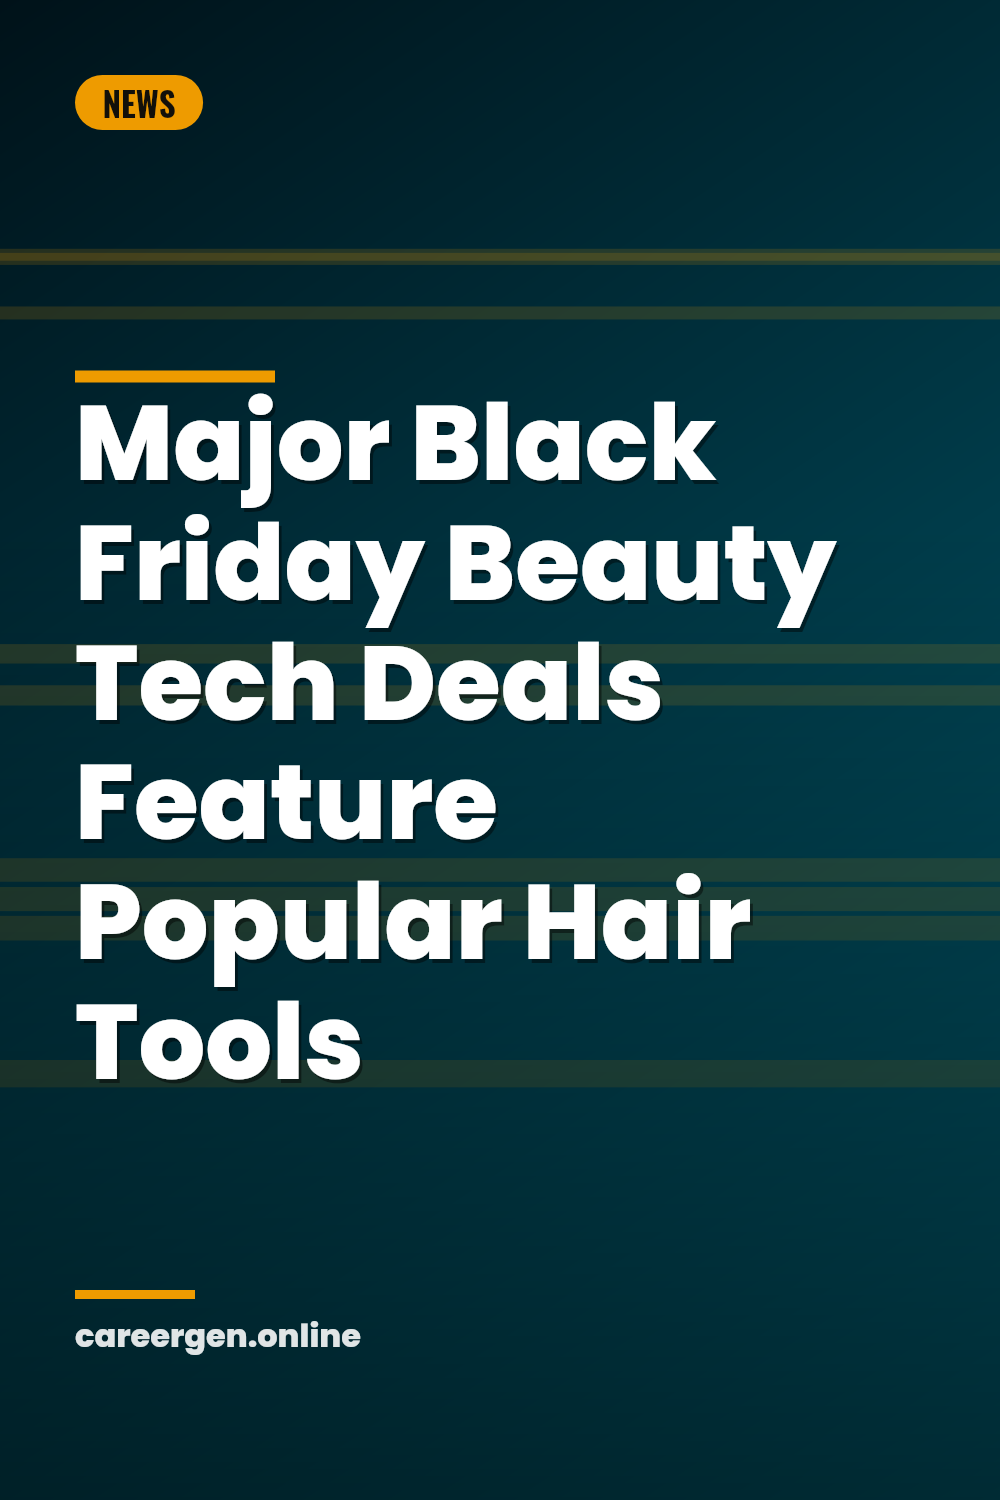 NEWS
Major Black
Friday Beauty
Tech Deals
Feature
Popular Hair
Tools
careergen.online